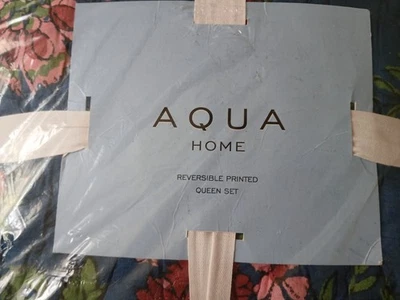 AQUA
HOME
REVERSIBLE PRINTED
QUEEN SET